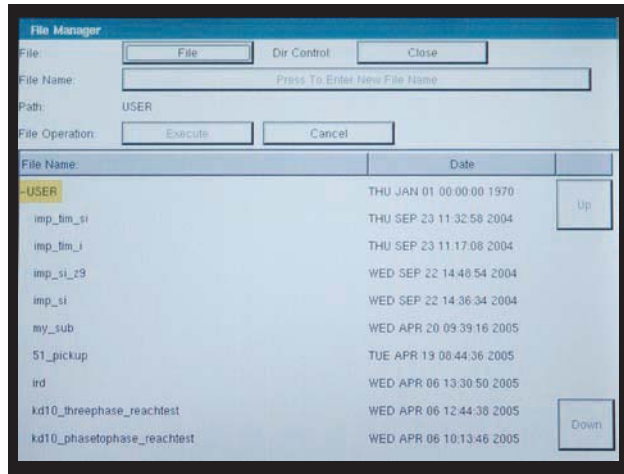 File Manager
File: File Dir Control: Close
File Name: Press To Enter New File Name
Path: USER
File Operation: Execute Cancel
File Name: Date
-USER THU JAN 01 00:00:00 1970
Up
imp_tim_si THU SEP 23 11:32:58 2004
imp_tim_i THU SEP 23 11:17:08 2004
imp_si_z9 WED SEP 22 14:48:54 2004
imp_si WED SEP 22 14:36:34 2004
my_sub WED APR 20 09:39:16 2005
51_pickup TUE APR 19 08:44:36 2005
ird WED APR 06 13:30:50 2005
kd10_threephase_reachtest WED APR 06 12:44:38 2005
Down
kd10_phasetophase_reachtest WED APR 06 10:13:46 2005